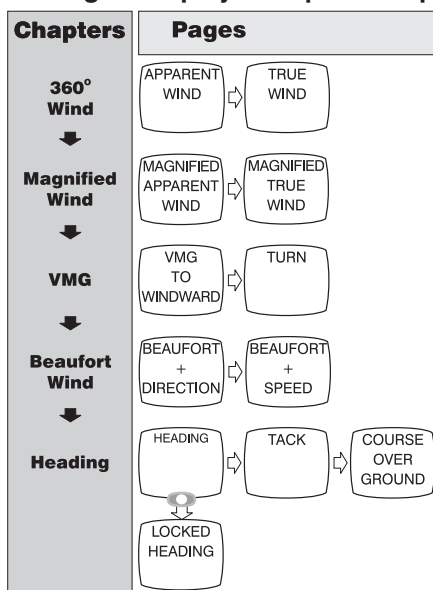 Chapters
Pages
360° Wind
APPARENT WIND
TRUE WIND
Magnified Wind
MAGNIFIED APPARENT WIND
MAGNIFIED TRUE WIND
VMG
VMG TO WINDWARD
TURN
Beaufort Wind
BEAUFORT + DIRECTION
BEAUFORT + SPEED
Heading
HEADING
TACK
COURSE OVER GROUND
LOCKED HEADING